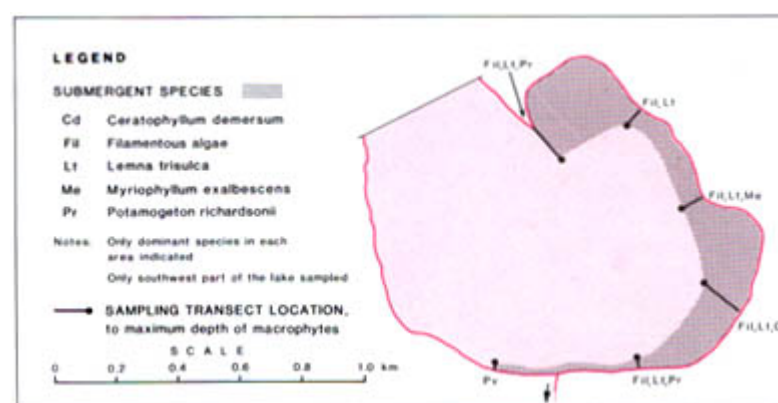 LEGEND
SUBMERGENT SPECIES
Cd Ceratophyllum demersum
Fil Filamentous algae
Lt Lemna trisulca
Me Myriophyllum exalbescens
Pr Potamogeton richardsonii
Notes: Only dominant species in each
area indicated
Only southwest part of the lake sampled
SAMPLING TRANSECT LOCATION,
to maximum depth of macrophytes
SCALE
0 0.2 0.4 0.6 0.8 1.0 km
Fil,Lt,Pr
Fil,Lt
Fil,Lt,Me
Fil,Lt,
Pr
Fil,Lt,Pr